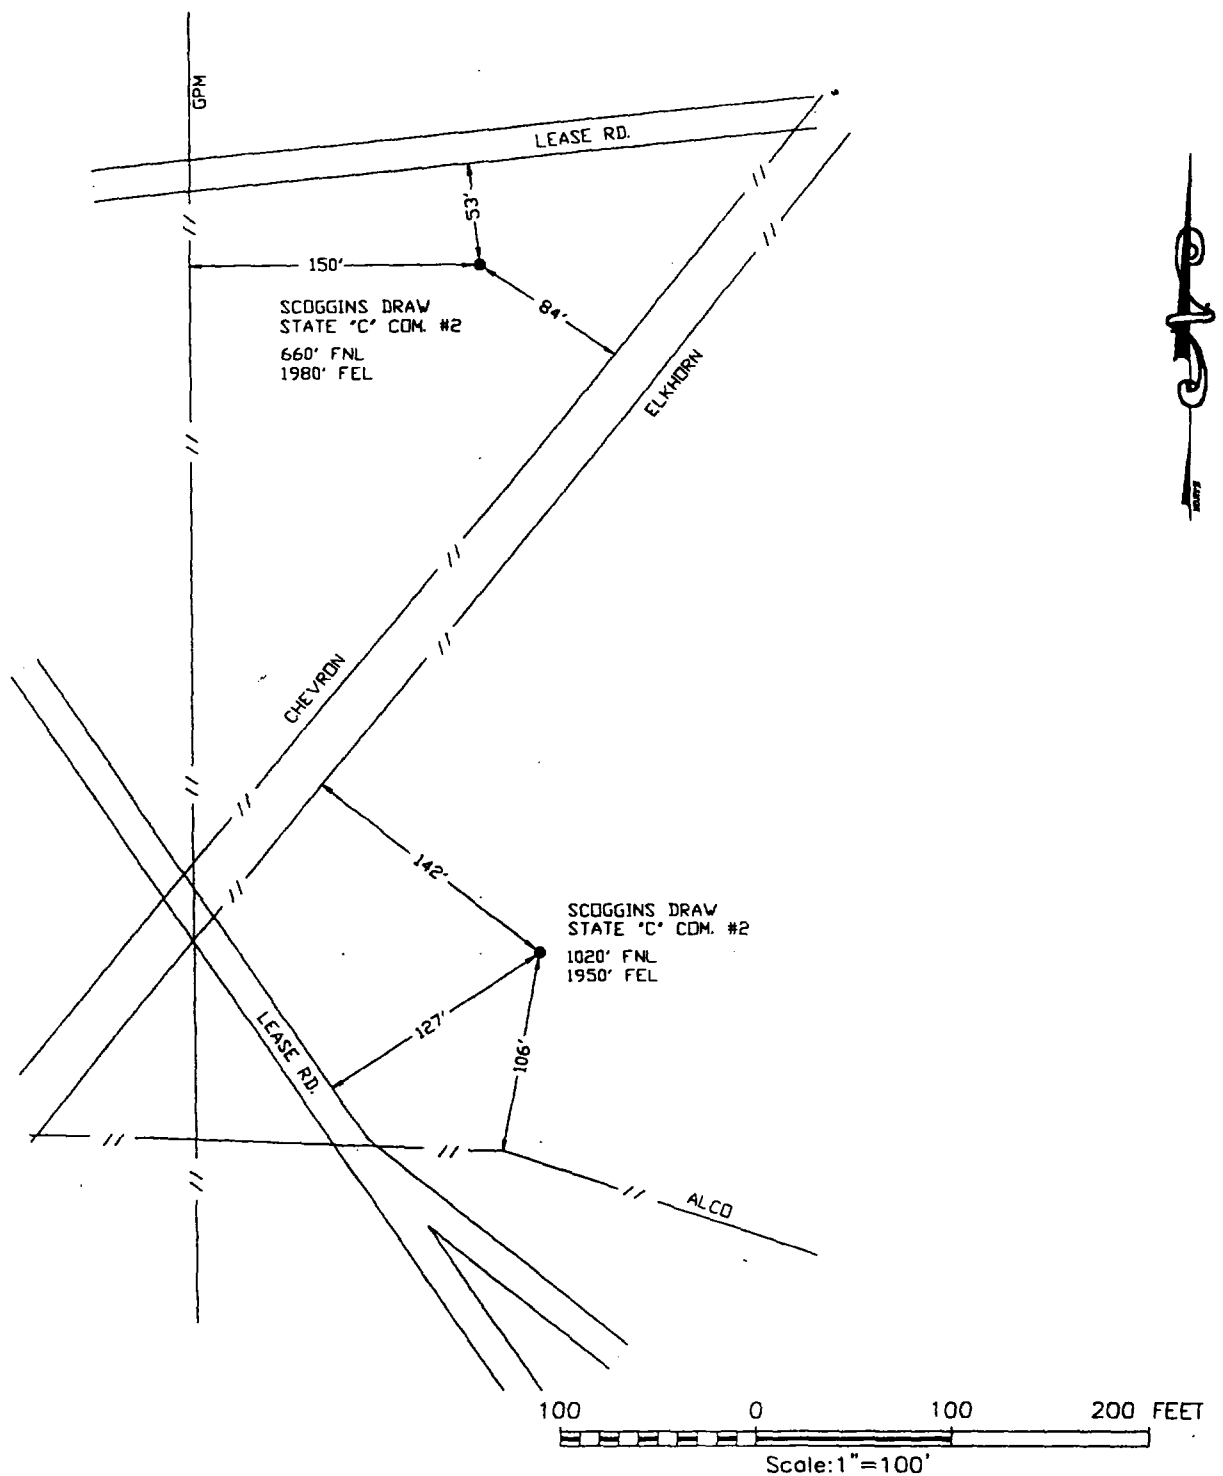 GPM
LEASE RD.
53'
150'
84'
SCOGGINS DRAW
STATE "C" COM. #2
660' FNL
1980' FEL
ELKHORN
CHEVRON
142'
SCOGGINS DRAW
STATE "C" COM. #2
1020' FNL
1950' FEL
127'
LEASE RD.
106'
ALCO
100 0 100 200 FEET
Scale:1"=100'